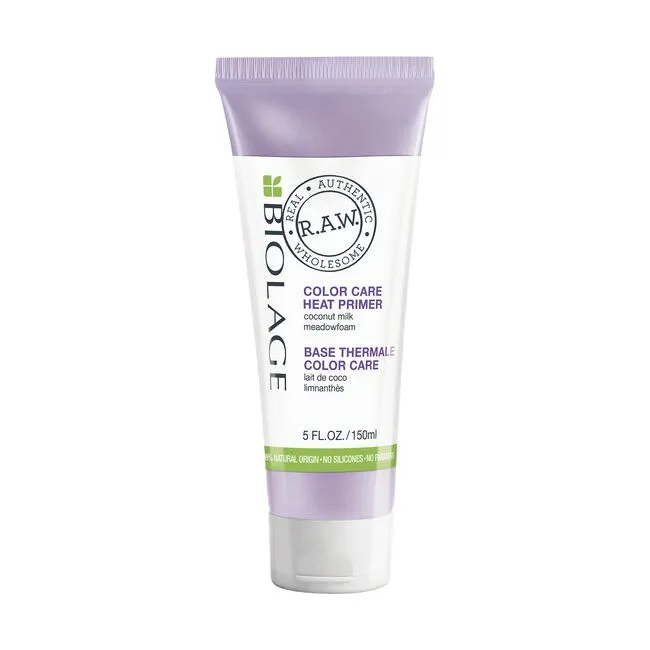 BIOLAGE
REAL • AUTHENTIC • WHOLESOME •
R.A.W.
COLOR CARE
HEAT PRIMER
coconut milk
meadowfoam
BASE THERMALE
COLOR CARE
lait de coco
limnanthès
5 FL.OZ./150ml
NATURAL ORIGIN•NO SILICONES•NO